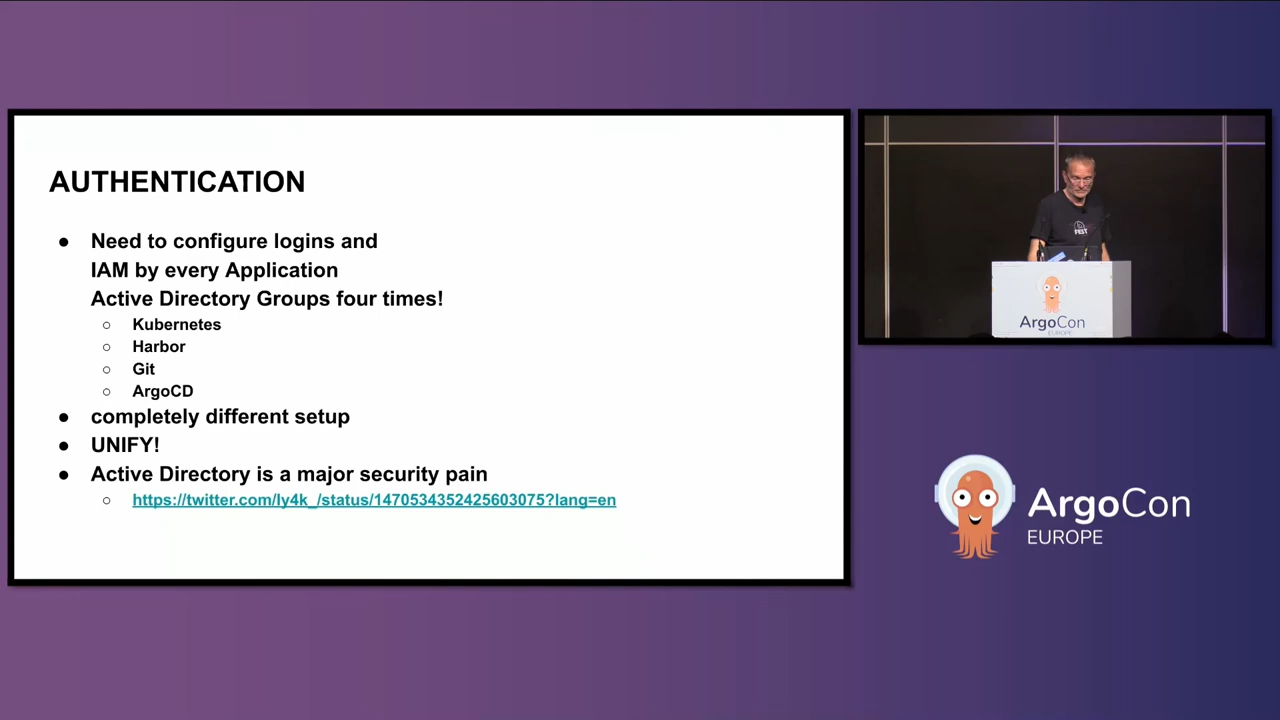 AUTHENTICATION
● Need to configure logins and
IAM by every Application
Active Directory Groups four times!
○ Kubernetes
○ Harbor
○ Git
○ ArgoCD
● completely different setup
● UNIFY!
● Active Directory is a major security pain
○ https://twitter.com/ly4k_/status/1470534352425603075?lang=en
FEST
ArgoCon
EUROPE
ArgoCon
EUROPE